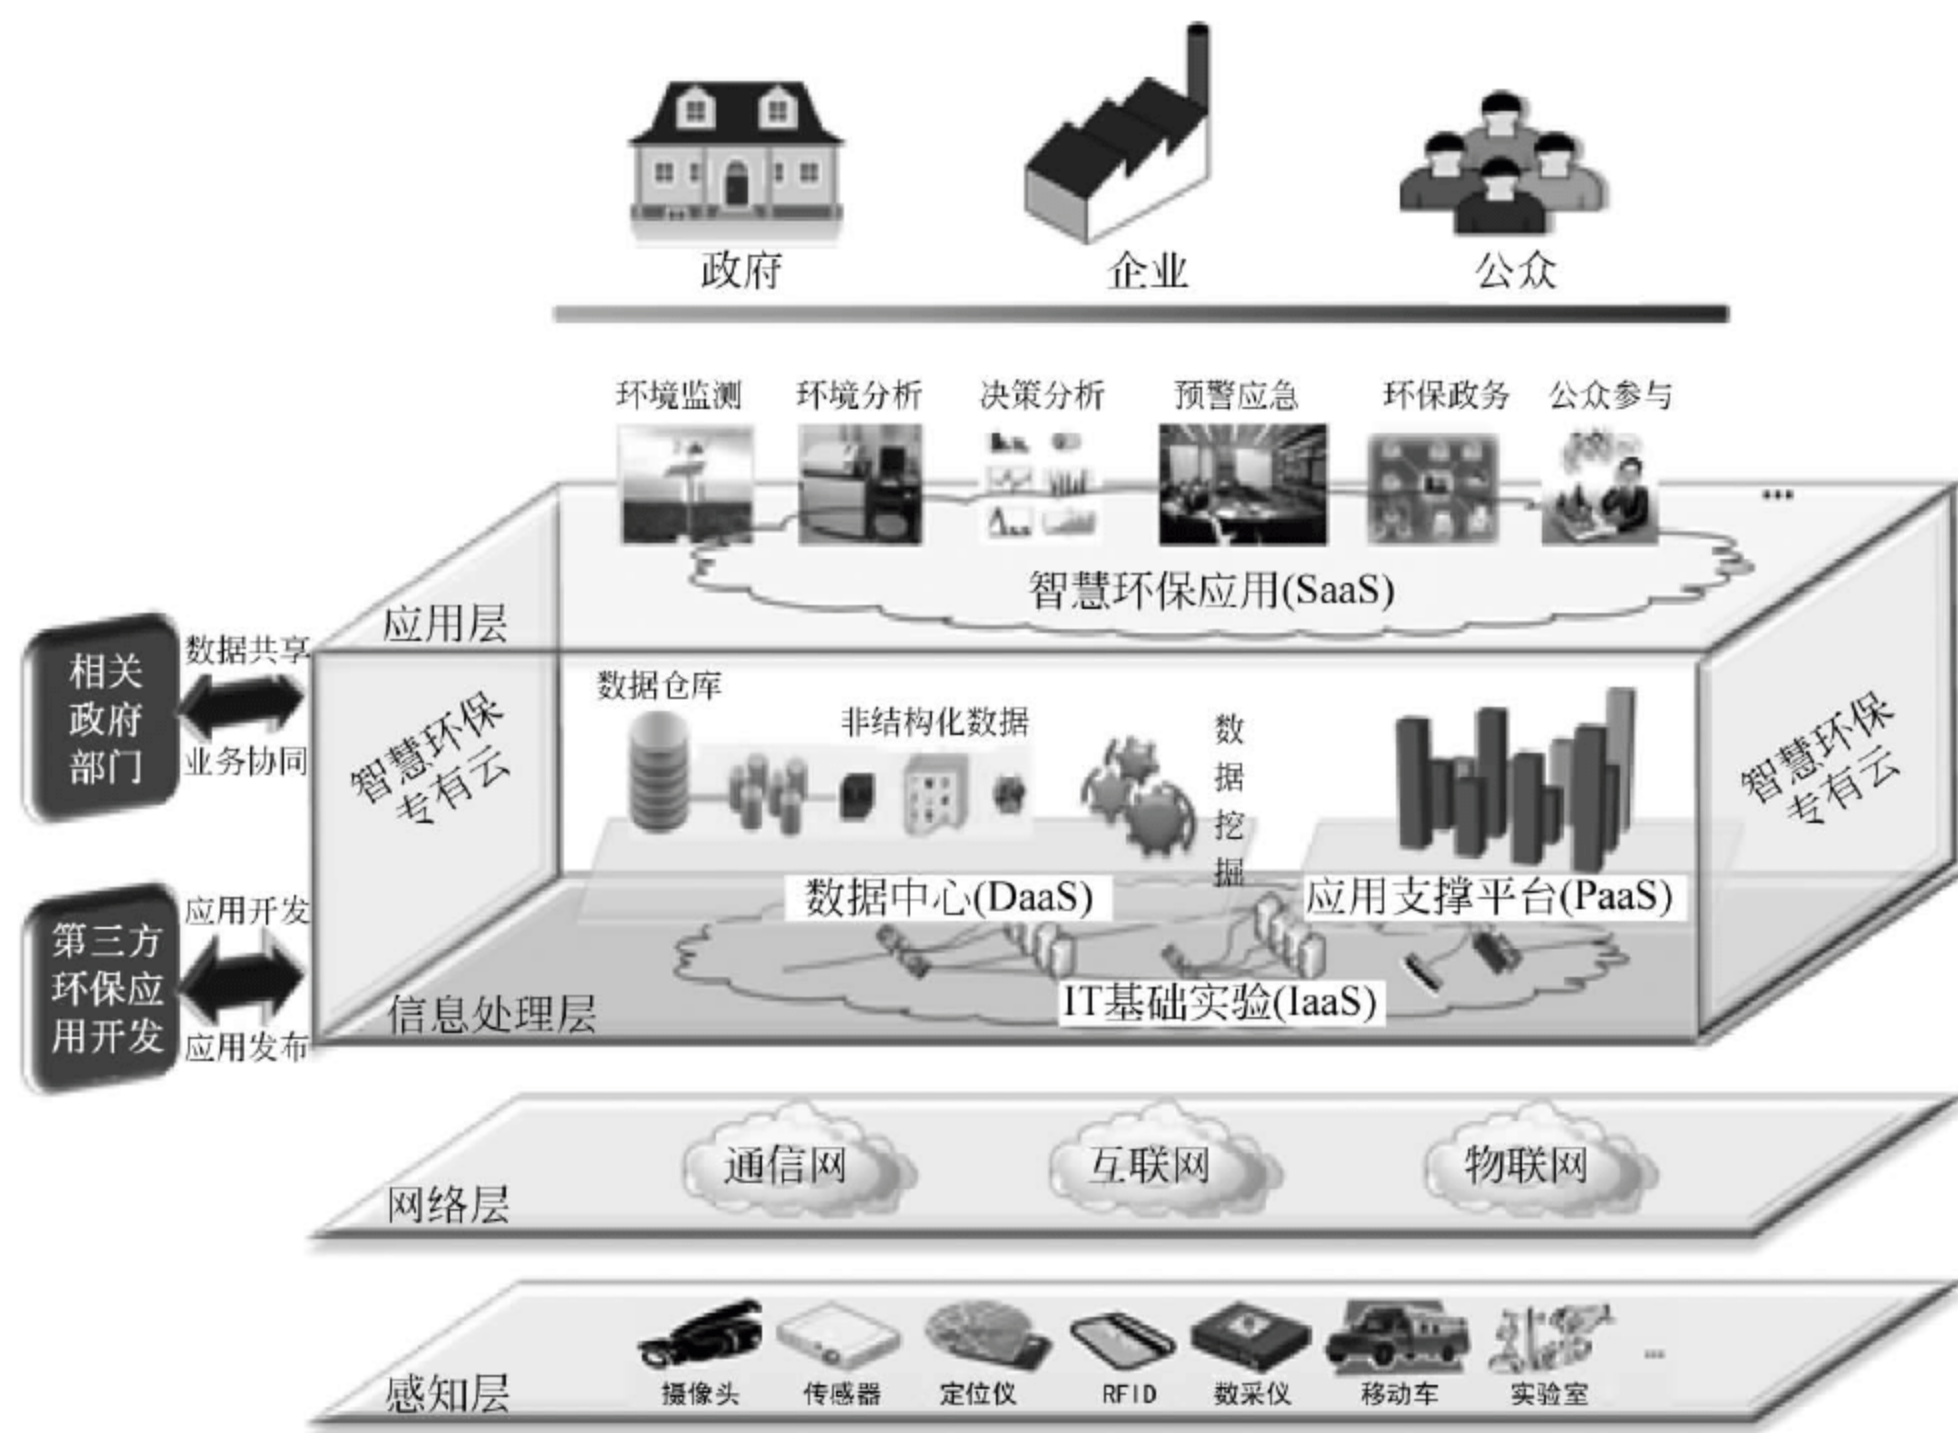 政府
企业
公众
环境监测
环境分析
决策分析
预警应急
环保政务
公众参与
...
智慧环保应用(SaaS)
应用层
相关
政府
部门
数据共享
业务协同
智慧环保
专有云
数据仓库
非结构化数据
数
据
挖
掘
智慧环保
专有云
数据中心(DaaS)
应用支撑平台(PaaS)
第三方
环保应
用开发
应用开发
应用发布
IT基础实验(IaaS)
信息处理层
通信网
互联网
物联网
网络层
感知层
摄像头
传感器
定位仪
RFID
数采仪
移动车
实验室
...